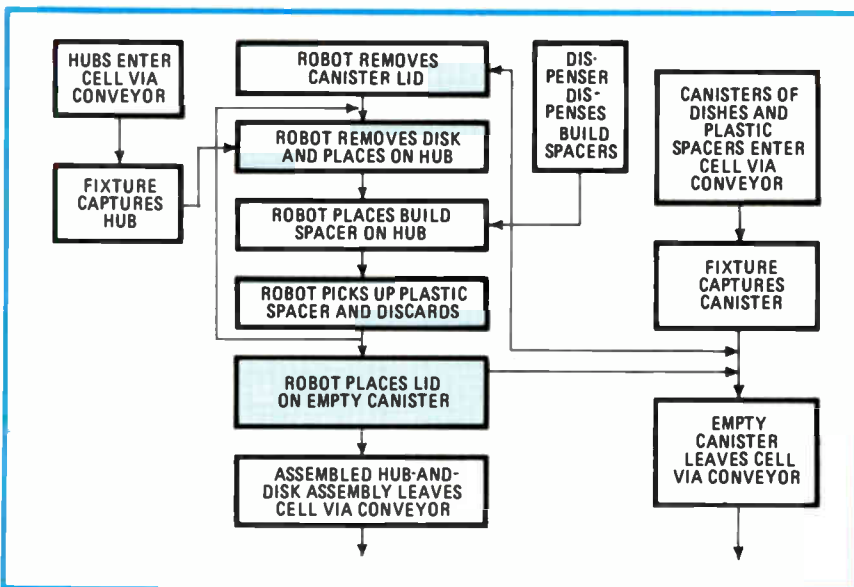 HUBS ENTER
CELL VIA
CONVEYOR
FIXTURE
CAPTURES
HUB
ROBOT REMOVES
CANISTER LID
ROBOT REMOVES DISK
AND PLACES ON HUB
ROBOT PLACES BUILD
SPACER ON HUB
ROBOT PICKS UP PLASTIC
SPACER AND DISCARDS
ROBOT PLACES LID
ON EMPTY CANISTER
ASSEMBLED HUB-AND-
DISK ASSEMBLY LEAVES
CELL VIA CONVEYOR
DIS-
PENSER
DIS-
PENSES
BUILD
SPACERS
CANISTERS OF
DISHES AND
PLASTIC
SPACERS ENTER
CELL VIA
CONVEYOR
FIXTURE
CAPTURES
CANISTER
EMPTY
CANISTER
LEAVES CELL
VIA CONVEYOR